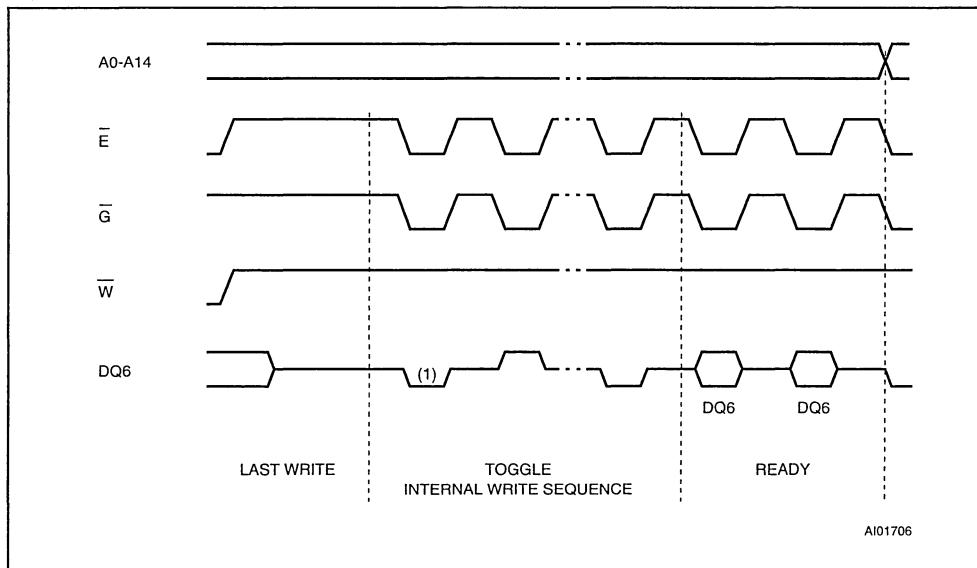 A0-A14
E̅
G̅
W̅
DQ6
(1)
DQ6 DQ6
LAST WRITE TOGGLE READY
INTERNAL WRITE SEQUENCE
AI01706